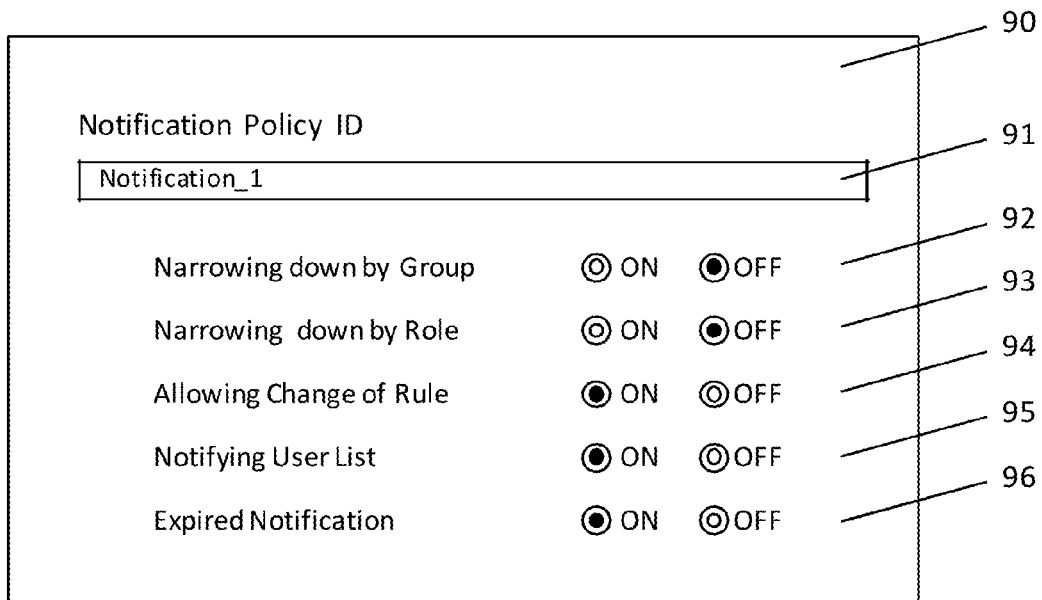 90
Notification Policy ID
91
Notification_1
92
Narrowing down by Group ON OFF
93
Narrowing down by Role ON OFF
94
Allowing Change of Rule ON OFF
95
Notifying User List ON OFF
96
Expired Notification ON OFF